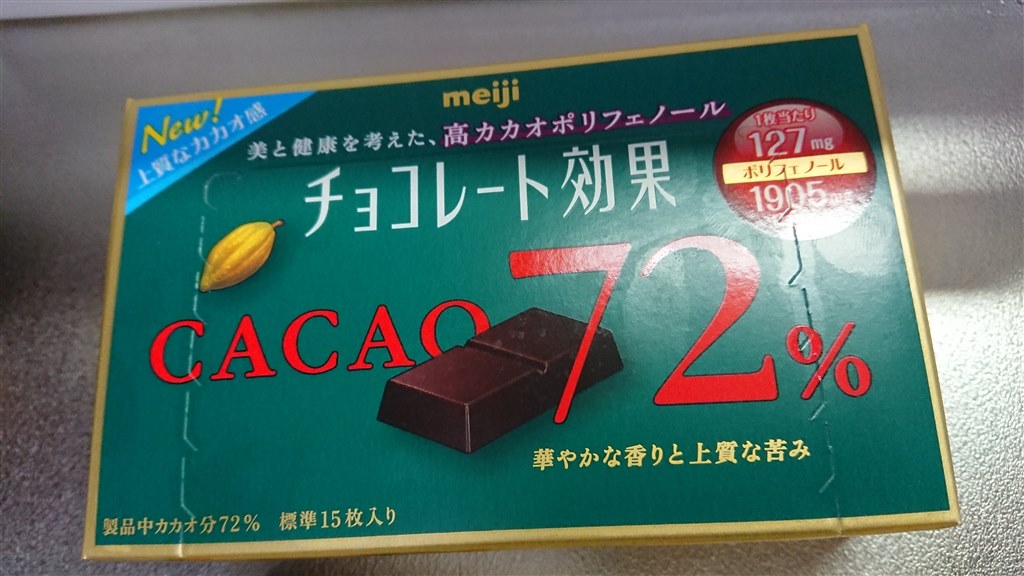 meiji
New!
上質なカカオ感
美と健康を考えた、高カカオポリフェノール
チョコレート効果
1枚当たり
127mg
ポリフェノール
1905
CACAO 72%
華やかな香りと上質な苦み
製品中カカオ分72% 標準15枚入り